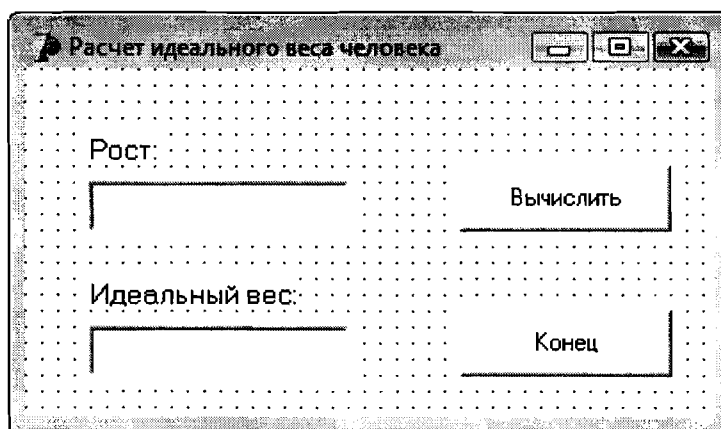 Расчет идеального веса человека
Рост:
Вычислить
Идеальный вес:
Конец